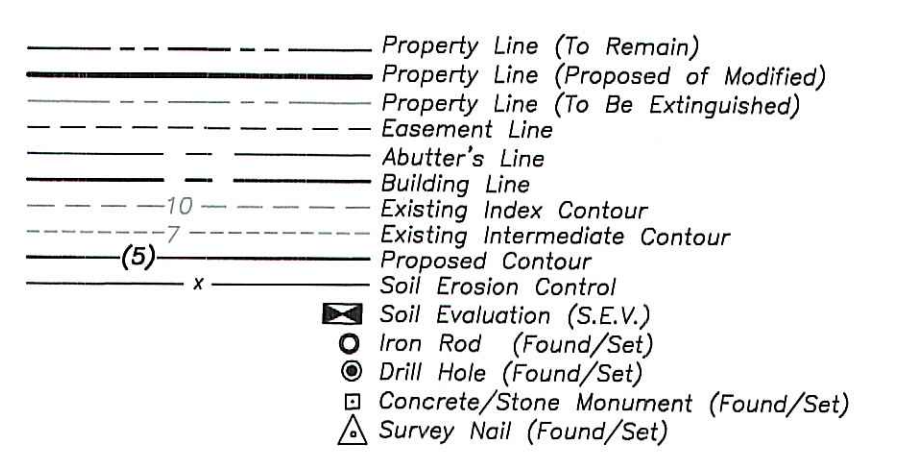 Property Line (To Remain)
Property Line (Proposed of Modified)
Property Line (To Be Extinguished)
Easement Line
Abutter's Line
Building Line
10 Existing Index Contour
7 Existing Intermediate Contour
(5) Proposed Contour
x Soil Erosion Control
Soil Evaluation (S.E.V.)
Iron Rod (Found/Set)
Drill Hole (Found/Set)
Concrete/Stone Monument (Found/Set)
Survey Nail (Found/Set)